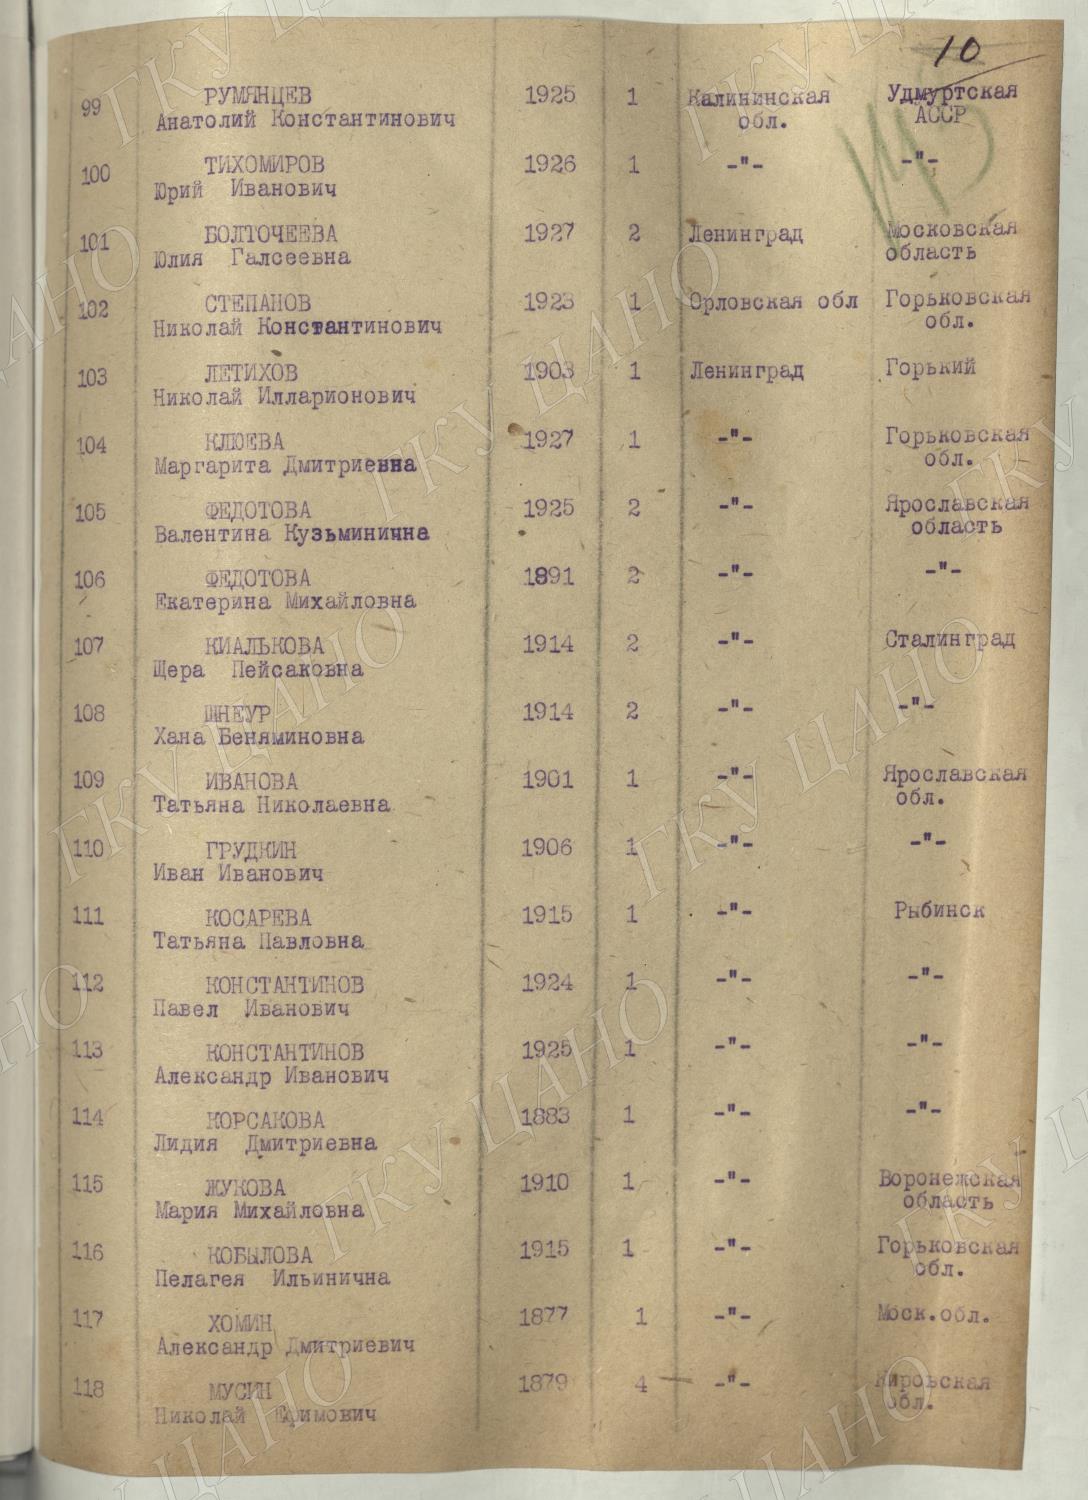 10
99 РУМЯНЦЕВ 1925 1 Калининская Удмуртская
Анатолий Константинович обл. АССР
100 ТИХОМИРОВ 1926 1 -"- -"-
Юрий Иванович
101 БОЛТОЧЕЕВА 1927 2 Ленинград Московская
Юлия Галсеевна область
102 СТЕПАНОВ 1923 1 Орловская обл Горьковская
Николай Константинович обл.
103 ЛЕТИХОВ 1903 1 Ленинград Горький
Николай Илларионович
104 КЛЮЕВА 1927 1 -"- Горьковская
Маргарита Дмитриевна обл.
105 ФЕДОТОВА 1925 2 -"- Ярославская
Валентина Кузьминична область
106 ФЕДОТОВА 1891 2 -"- -"-
Екатерина Михайловна
107 КИАЛЬКОВА 1914 2 -"- Сталинград
Щера Пейсаковна
108 ШНЕУР 1914 2 -"- -"-
Хана Беняминовна
109 ИВАНОВА 1901 1 -"- Ярославская
Татьяна Николаевна обл.
110 ГРУДКИН 1906 1 -"- -"-
Иван Иванович
111 КОСАРЕВА 1915 1 -"- Рыбинск
Татьяна Павловна
112 КОНСТАНТИНОВ 1924 1 -"- -"-
Павел Иванович
113 КОНСТАНТИНОВ 1925 1 -"- -"-
Александр Иванович
114 КОРСАКОВА 1883 1 -"- -"-
Лидия Дмитриевна
115 ЖУКОВА 1910 1 -"- Воронежская
Мария Михайловна область
116 КОБЫЛОВА 1915 1 -"- Горьковская
Пелагея Ильинична обл.
117 ХОМИН 1877 1 -"- Моск.обл.
Александр Дмитриевич
118 МУСИН 1879 4 -"- Кировская
Николай Ефимович обл.
ГКУ ЦАНО